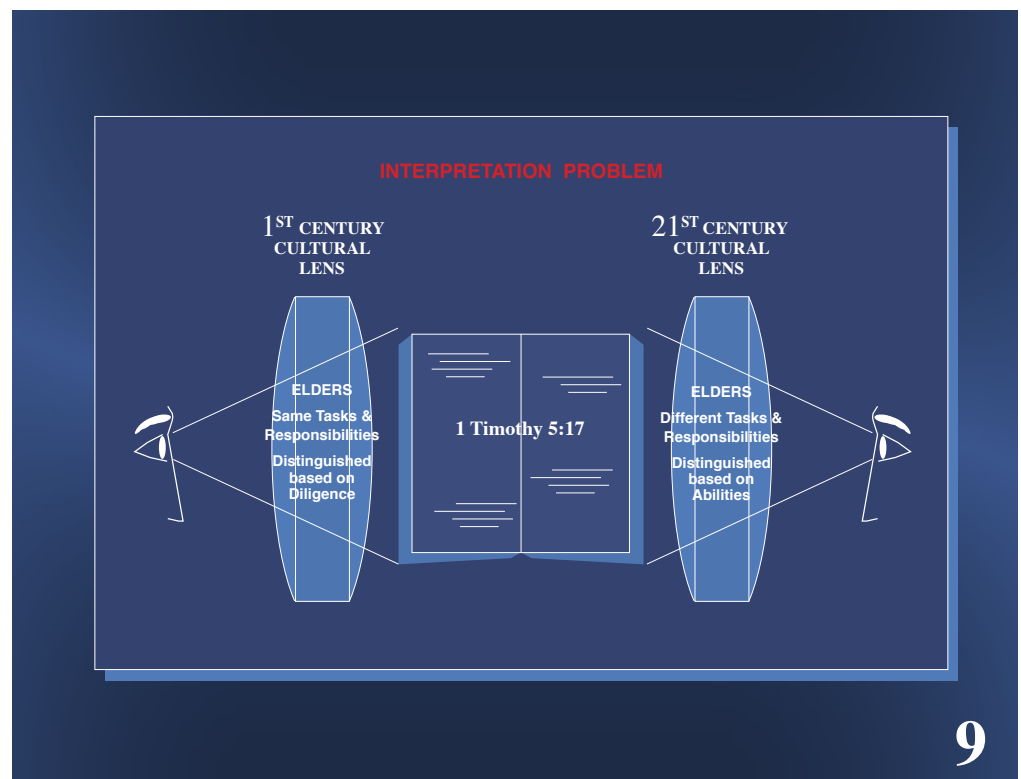 INTERPRETATION PROBLEM
1ST CENTURY
CULTURAL
LENS
ELDERS
Same Tasks &
Responsibilities
Distinguished
based on
Diligence
1 Timothy 5:17
21ST CENTURY
CULTURAL
LENS
ELDERS
Different Tasks &
Responsibilities
Distinguished
based on
Abilities
9